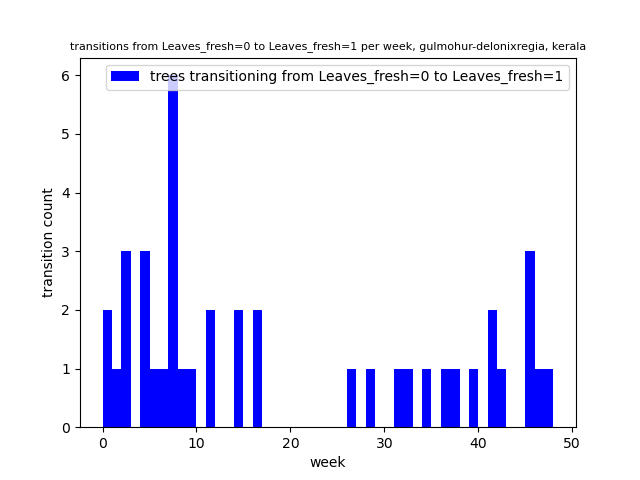 transitions from Leaves_fresh=0 to Leaves_fresh=1 per week, gulmohur-delonixregia, kerala
trees transitioning from Leaves_fresh=0 to Leaves_fresh=1
transition count
6
5
4
3
2
1
0
0 10 20 30 40 50
week